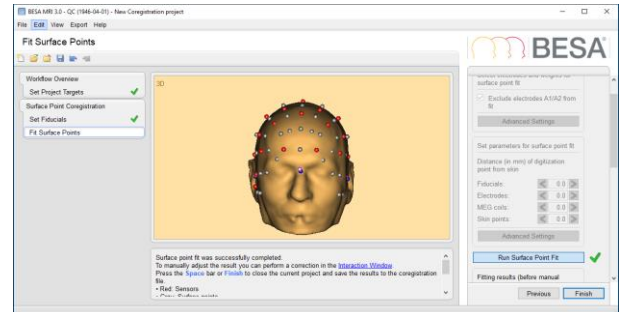 BESA MRI 3.0 - QC (1946-04-01) - New Coregistration project
File Edit View Export Help
Fit Surface Points
BESA
Workflow Overview
Set Project Targets
Surface Point Coregistration
Set Fiducials
Fit Surface Points
3D
surface point fit
Exclude electrodes A1/A2 from
fit
Advanced Settings
Set parameters for surface point fit
Distance (in mm) of digitization
point from skin
Fiducials: 0.0
Electrodes: 0.0
MEG coils: 0.0
Skin points: 0.0
Advanced Settings
Run Surface Point Fit
Fitting results (before manual
Surface point fit was successfully completed.
To manually adjust the result you can perform a correction in the Interaction Window.
Press the Space bar or Finish to close the current project and save the results to the coregistration
file.
• Red: Sensors
Previous Finish